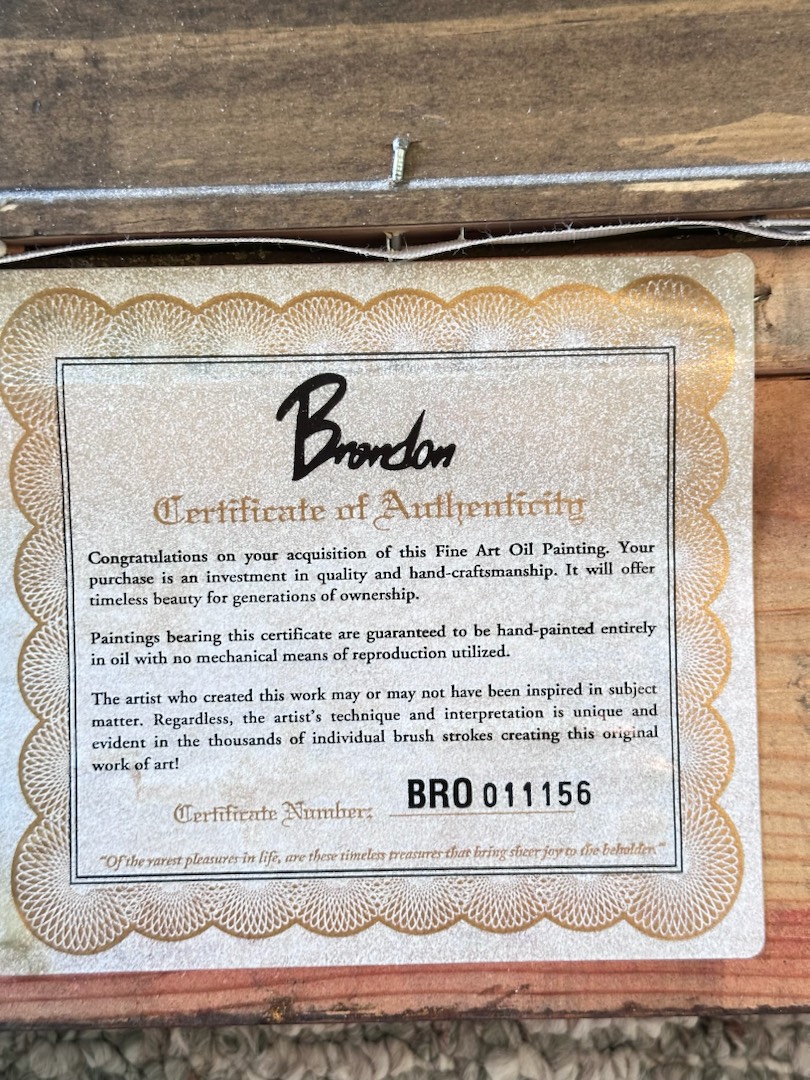 Brandon
Certificate of Authenticity
Congratulations on your acquisition of this Fine Art Oil Painting. Your
purchase is an investment in quality and hand-craftsmanship. It will offer
timeless beauty for generations of ownership.
Paintings bearing this certificate are guaranteed to be hand-painted entirely
in oil with no mechanical means of reproduction utilized.
The artist who created this work may or may not have been inspired in subject
matter. Regardless, the artist's technique and interpretation is unique and
evident in the thousands of individual brush strokes creating this original
work of art!
Certificate Number: BRO 011156
"Of the rarest pleasures in life, are these timeless treasures that bring sheer joy to the beholder."